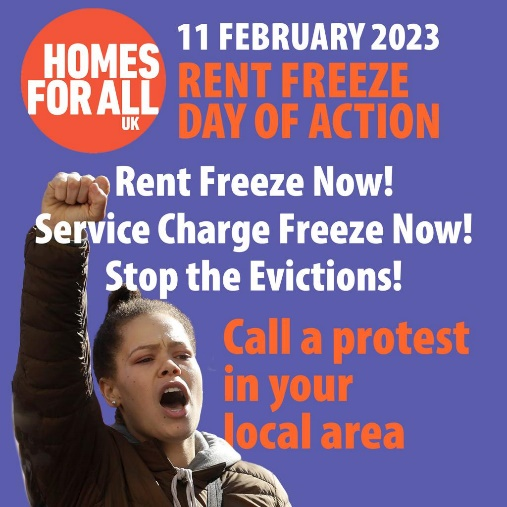 HOMES
FOR ALL
UK
11 FEBRUARY 2023
RENT FREEZE
DAY OF ACTION
Rent Freeze Now!
Service Charge Freeze Now!
Stop the Evictions!
Call a protest
in your
local area